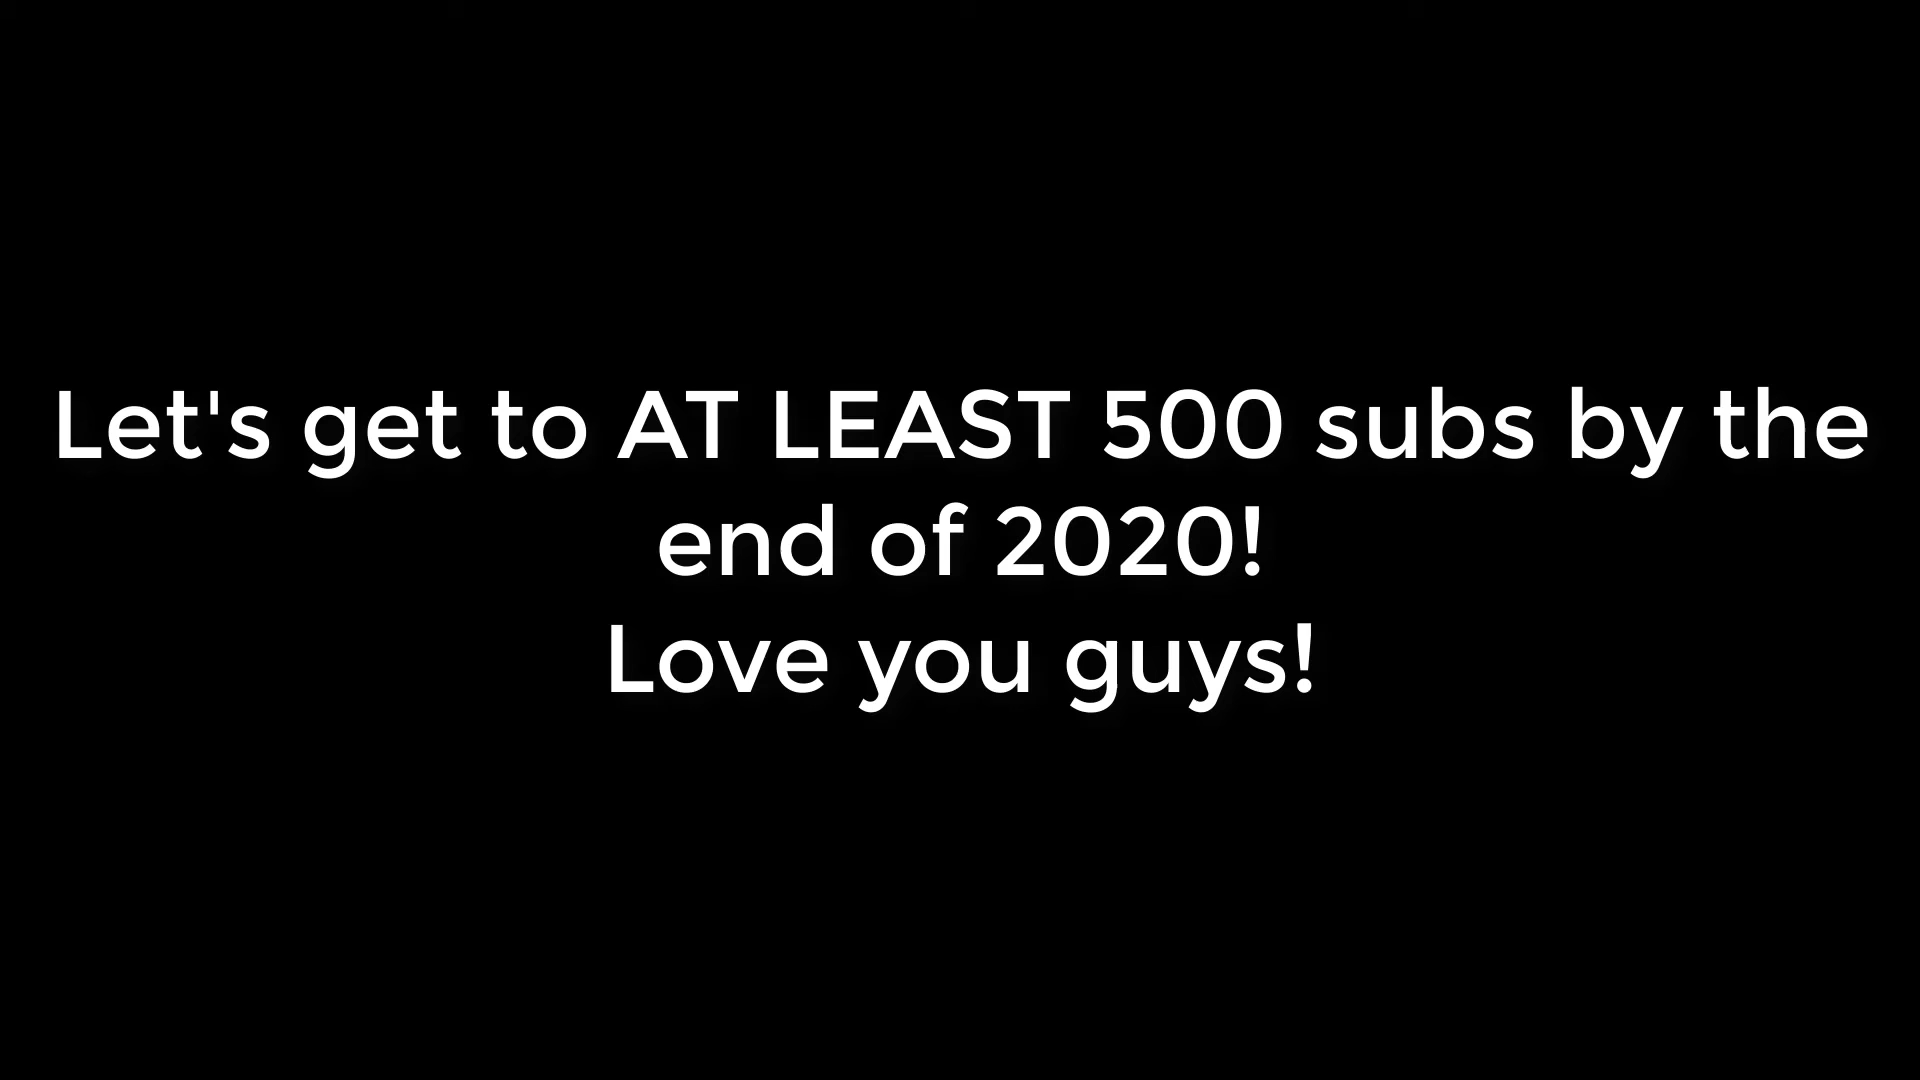 Let's get to AT LEAST 500 subs by the
end of 2020!
Love you guys!